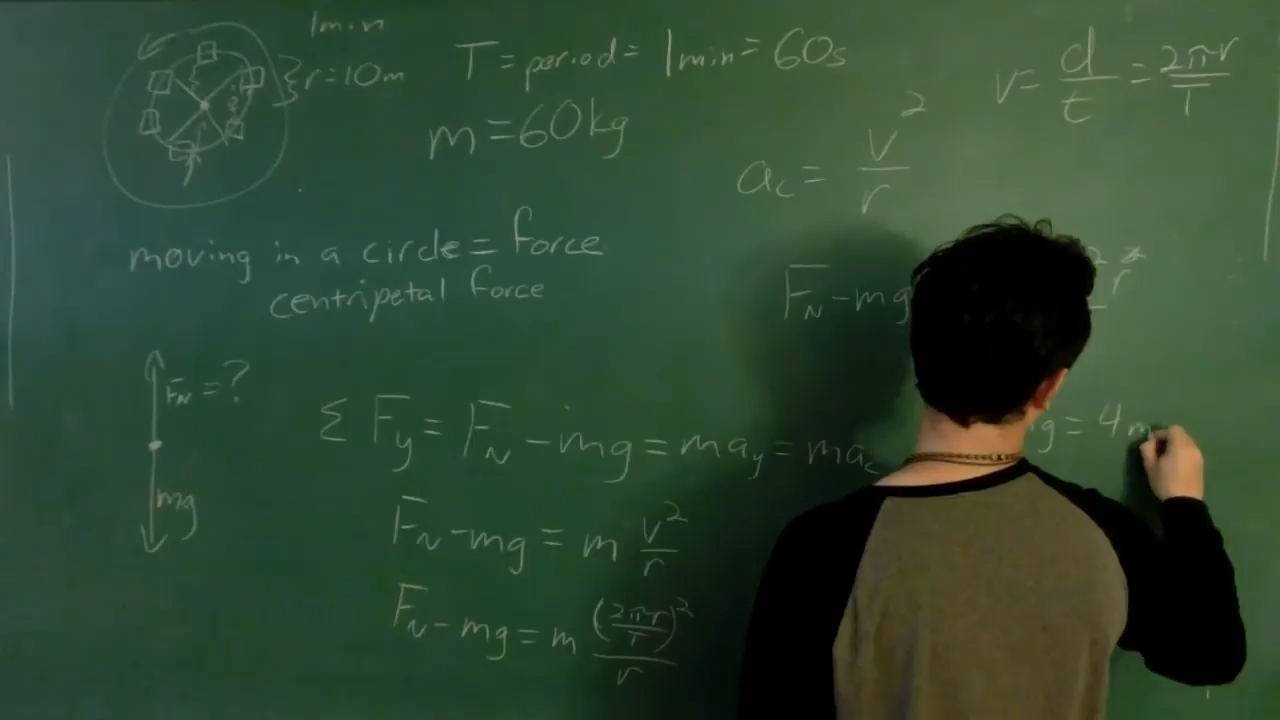 1min
r=10m
T = period = 1min = 60s
m = 60kg
v = d/t = 2πr/T
a_c = v²/r
moving in a circle = force
centripetal force
F_N - mg
F_N = ?
mg
Σ F_y = F_N - mg = ma_y = ma_c
g = 4
F_N - mg = m v²/r
F_N - mg = m (2πr/T)²/r